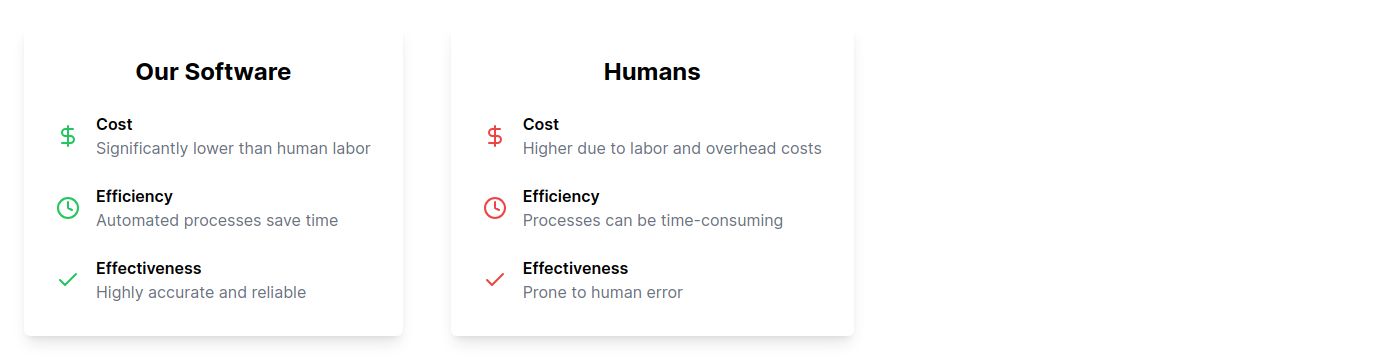 Our Software
Cost
Significantly lower than human labor
Efficiency
Automated processes save time
Effectiveness
Highly accurate and reliable
Humans
Cost
Higher due to labor and overhead costs
Efficiency
Processes can be time-consuming
Effectiveness
Prone to human error